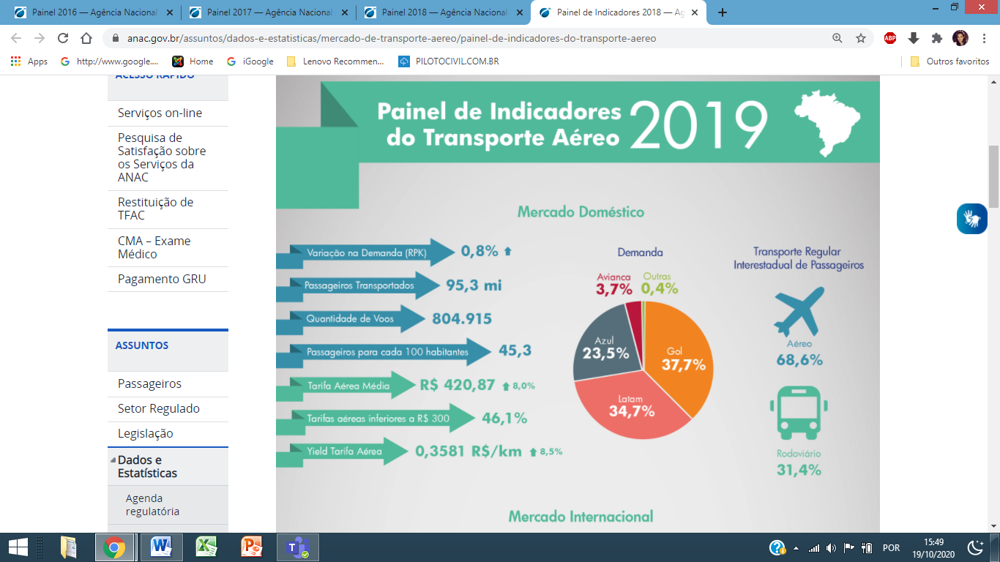 Painel 2016 — Agência Nacional
Painel 2017 — Agência Nacional
Painel 2018 — Agência Nacional
Painel de Indicadores 2018 — Ag
anac.gov.br/assuntos/dados-e-estatisticas/mercado-de-transporte-aereo/painel-de-indicadores-do-transporte-aereo
ABP
Apps
http://www.google....
Home
iGoogle
Lenovo Recommen...
PILOTOCIVIL.COM.BR
Outros favoritos
ACESSO RÁPIDO
Serviços on-line
Pesquisa de
Satisfação sobre
os Serviços da
ANAC
Restituição de
TFAC
CMA – Exame
Médico
Pagamento GRU
ASSUNTOS
Passageiros
Setor Regulado
Legislação
Dados e
Estatísticas
Agenda
regulatória
Painel de Indicadores
do Transporte Aéreo
2019
Mercado Doméstico
Variação na Demanda (RPK) 0,8%
Passageiros Transportados 95,3 mi
Quantidade de Voos 804.915
Passageiros para cada 100 habitantes 45,3
Tarifa Aérea Média R$ 420,87 8,0%
Tarifas aéreas inferiores a R$ 300 46,1%
Yield Tarifa Aérea 0,3581 R$/km 8,5%
Demanda
Avianca
3,7%
Outras
0,4%
Azul
23,5%
Gol
37,7%
Latam
34,7%
Transporte Regular
Interestadual de Passageiros
Aéreo
68,6%
Rodoviário
31,4%
Mercado Internacional
POR
15:49
19/10/2020